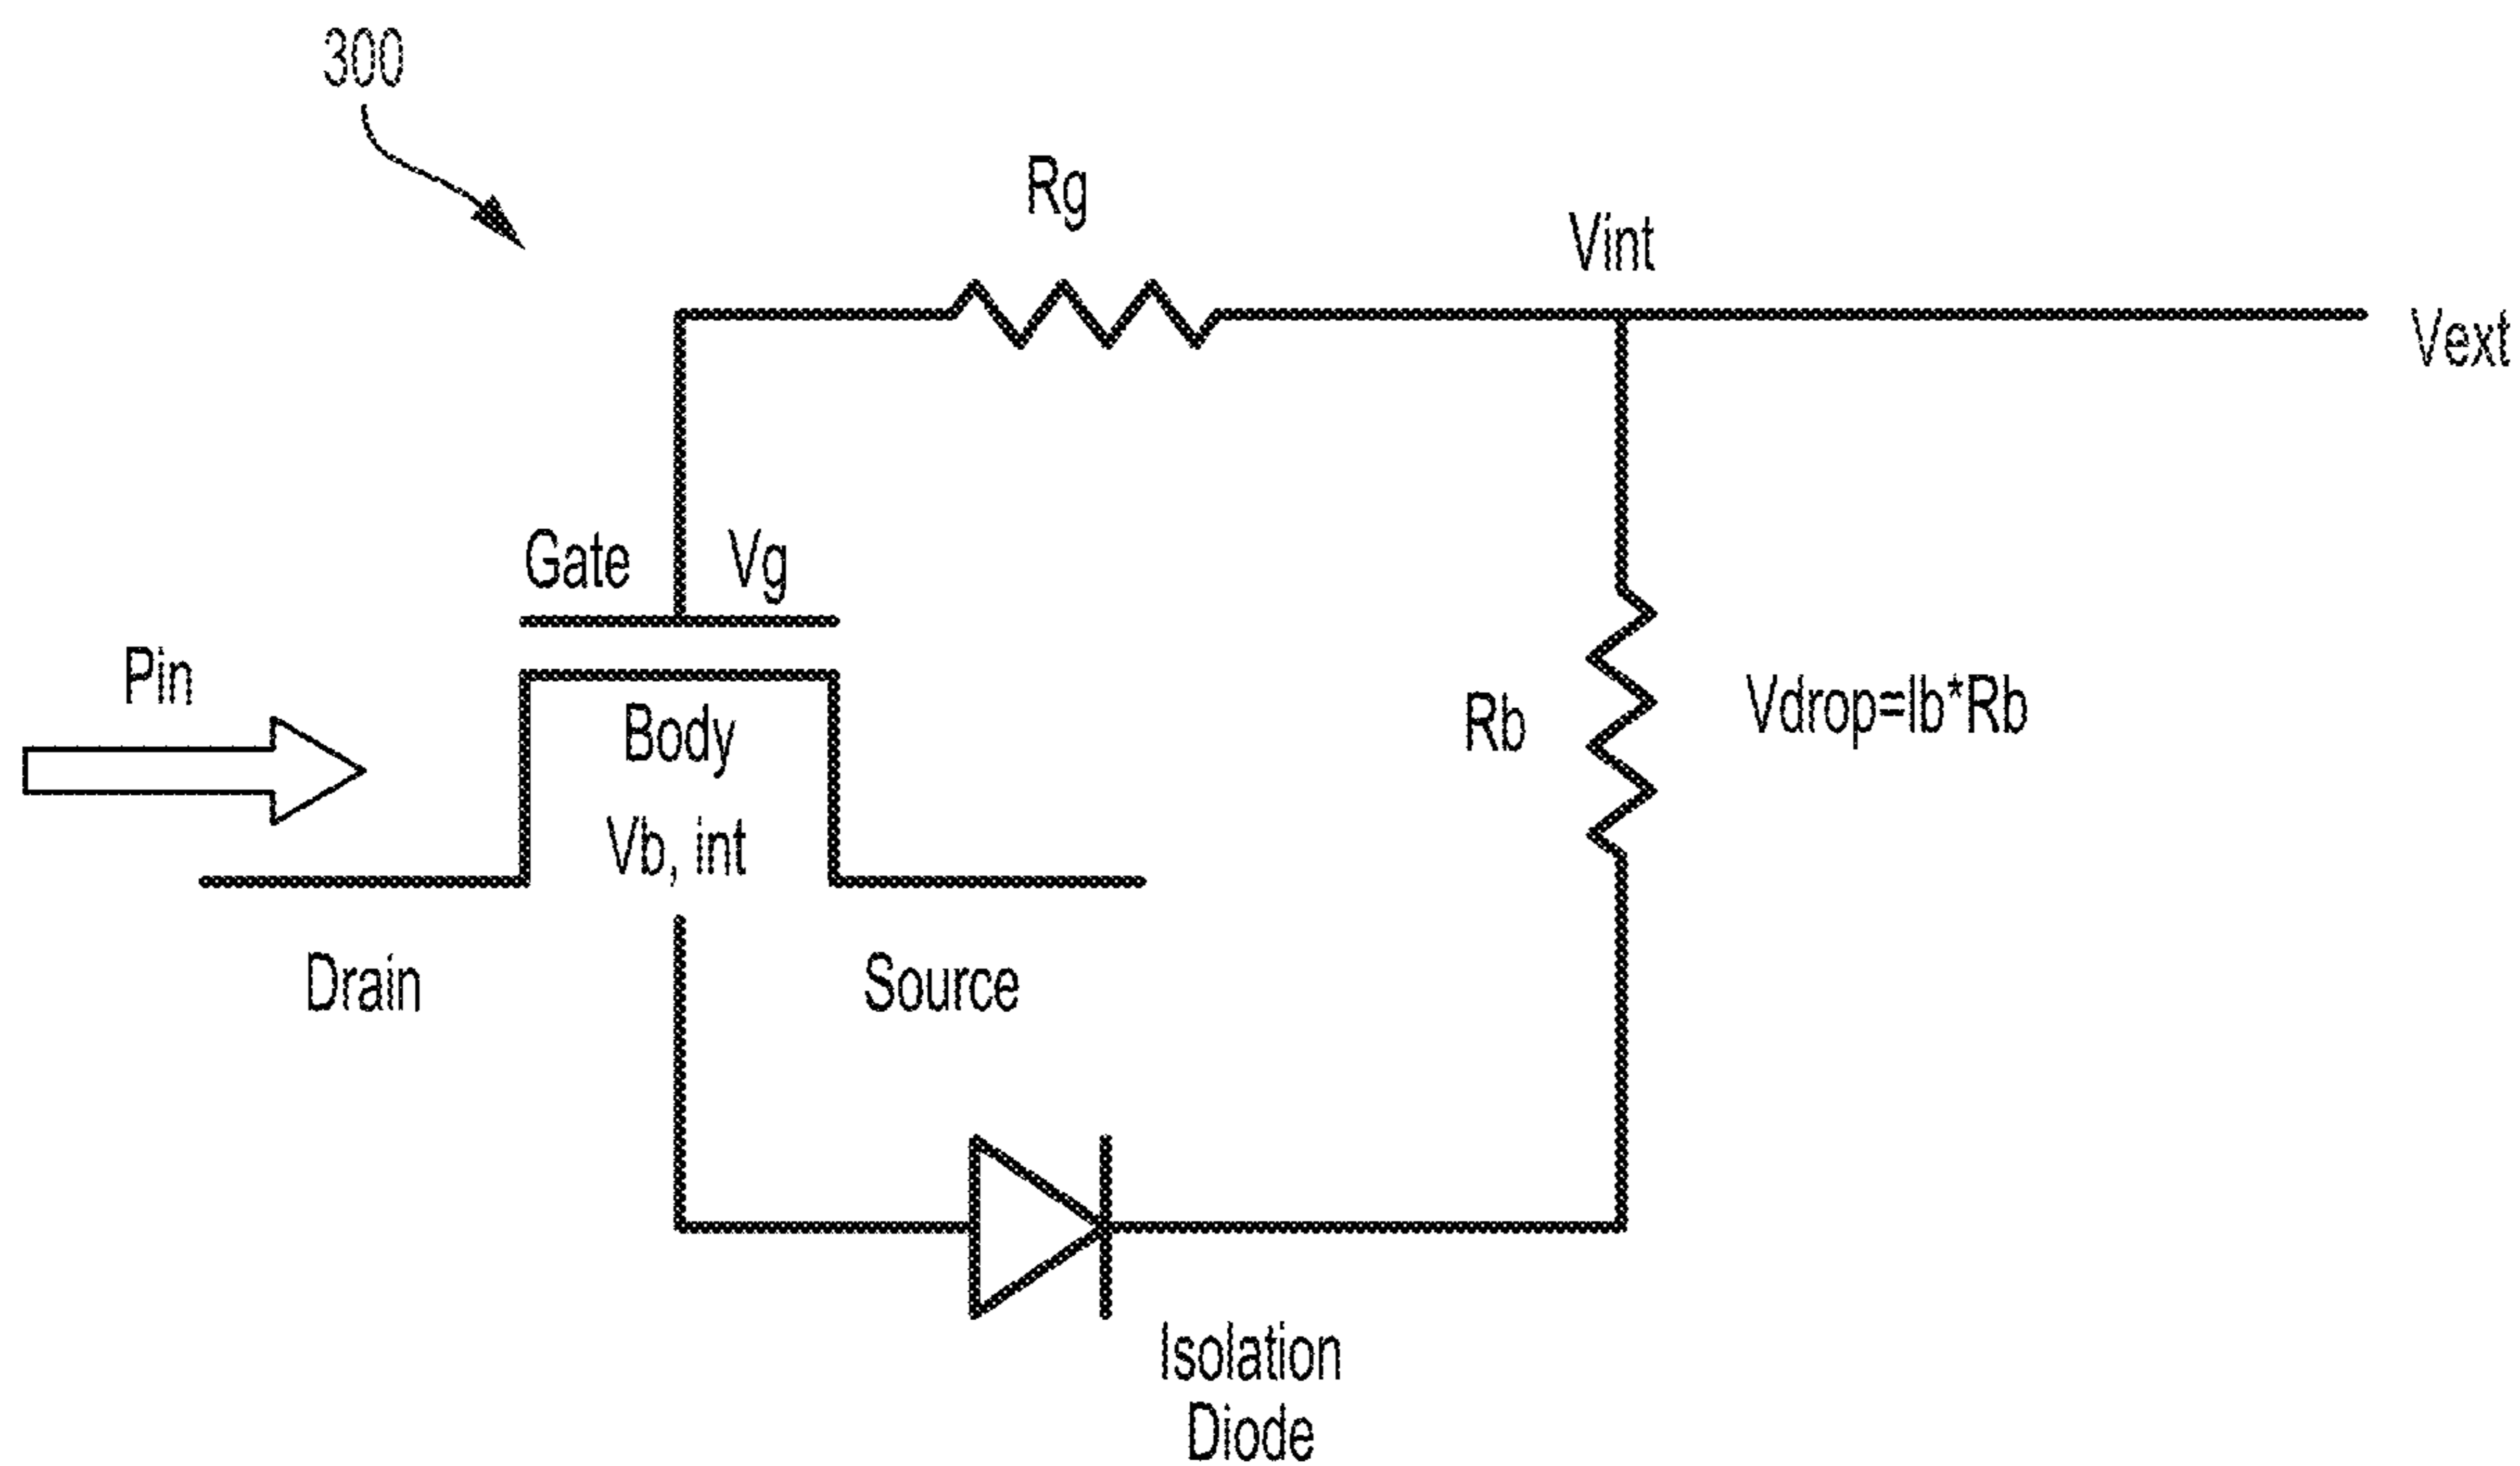 300
Rg
Vint
Vext
Gate
Vg
Pin
Body
Rb
Vdrop=Ib*Rb
Vb, int
Drain
Source
Isolation
Diode